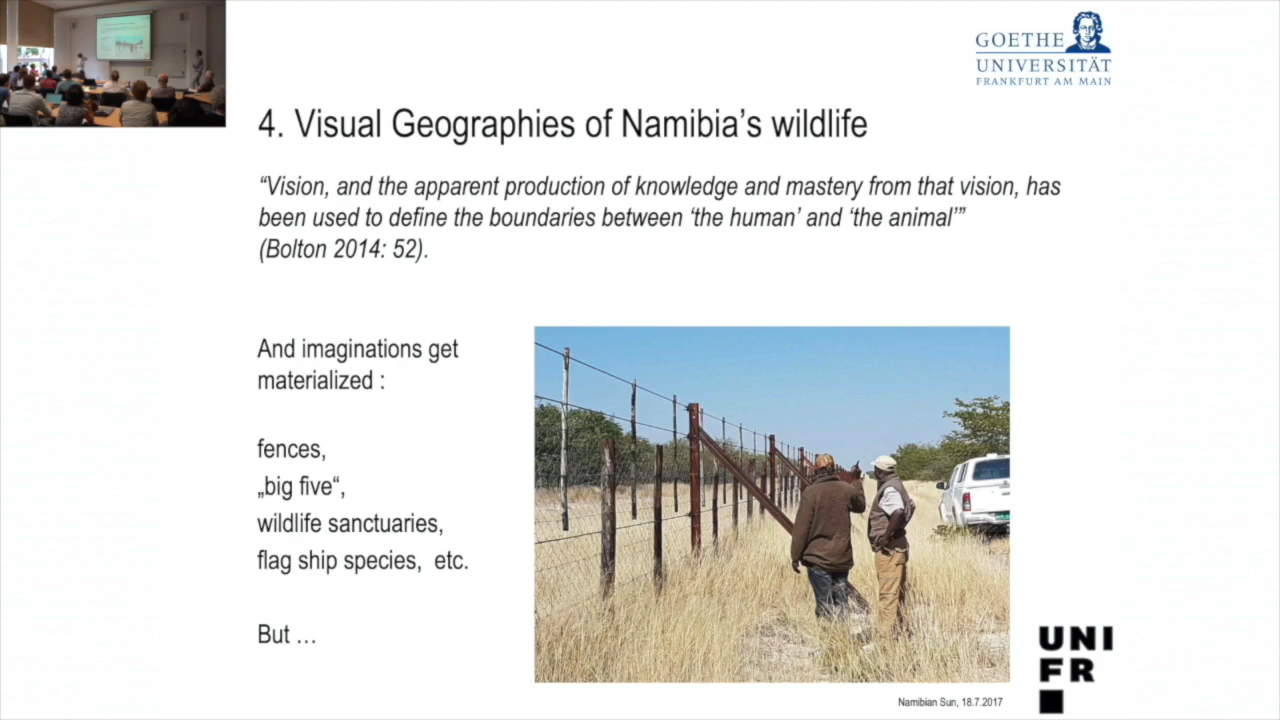 GOETHE
UNIVERSITÄT
FRANKFURT AM MAIN
4. Visual Geographies of Namibia's wildlife
“Vision, and the apparent production of knowledge and mastery from that vision, has
been used to define the boundaries between ‘the human’ and ‘the animal’”
(Bolton 2014: 52).
And imaginations get
materialized :
fences,
„big five“,
wildlife sanctuaries,
flag ship species, etc.
But …
Namibian Sun, 18.7.2017
UNI
FR